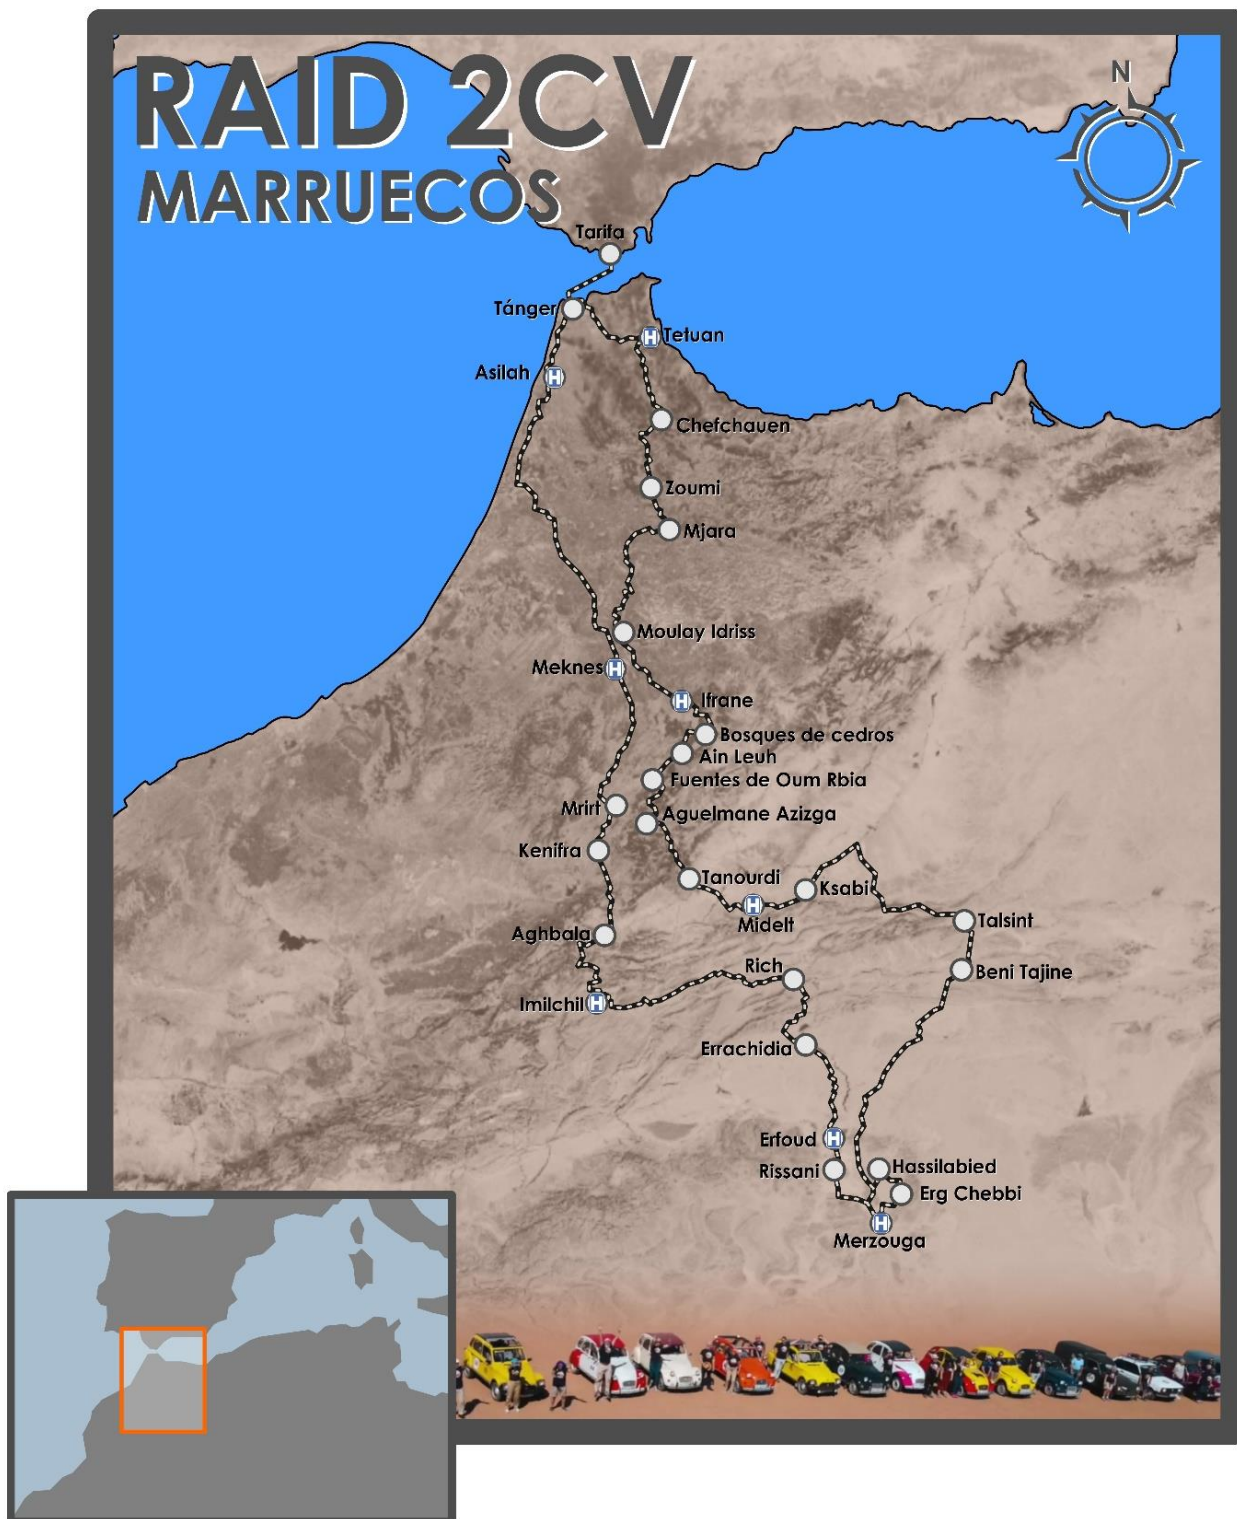 RAID 2CV
MARRUECOS
N
Tarifa
Tánger
H Tetuan
Asilah H
Chefchauen
Zoumi
Mjara
Moulay Idriss
Meknes H
H Ifrane
Bosques de cedros
Ain Leuh
Fuentes de Oum Rbia
Mrirt
Aguelmane Azizga
Kenifra
Tanourdi
Ksabi
H
Midelt
Talsint
Aghbala
Rich
Beni Tajine
Imilchil H
Errachidia
Erfoud H
Rissani
Hassilabied
Erg Chebbi
H
Merzouga